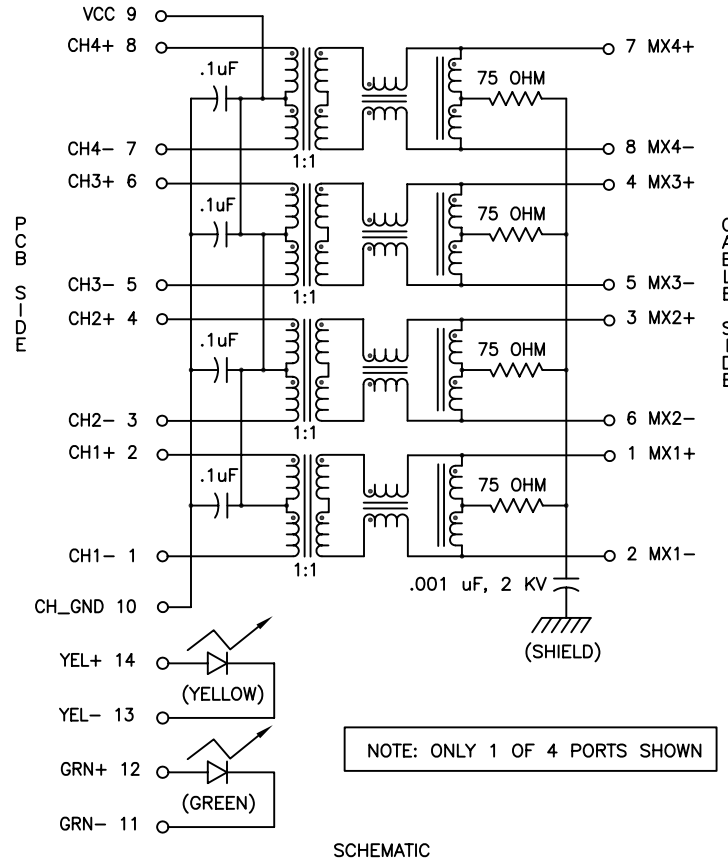 VCC 9
CH4+ 8
.1uF
75 OHM
7 MX4+
CH4- 7
1:1
8 MX4-
CH3+ 6
.1uF
75 OHM
4 MX3+
PCB SIDE
CABLE SIDE
CH3- 5
1:1
5 MX3-
CH2+ 4
.1uF
75 OHM
3 MX2+
CH2- 3
1:1
6 MX2-
CH1+ 2
.1uF
75 OHM
1 MX1+
CH1- 1
1:1
2 MX1-
.001 uF, 2 KV
CH_GND 10
(SHIELD)
YEL+ 14
(YELLOW)
YEL- 13
GRN+ 12
(GREEN)
GRN- 11
NOTE: ONLY 1 OF 4 PORTS SHOWN
SCHEMATIC